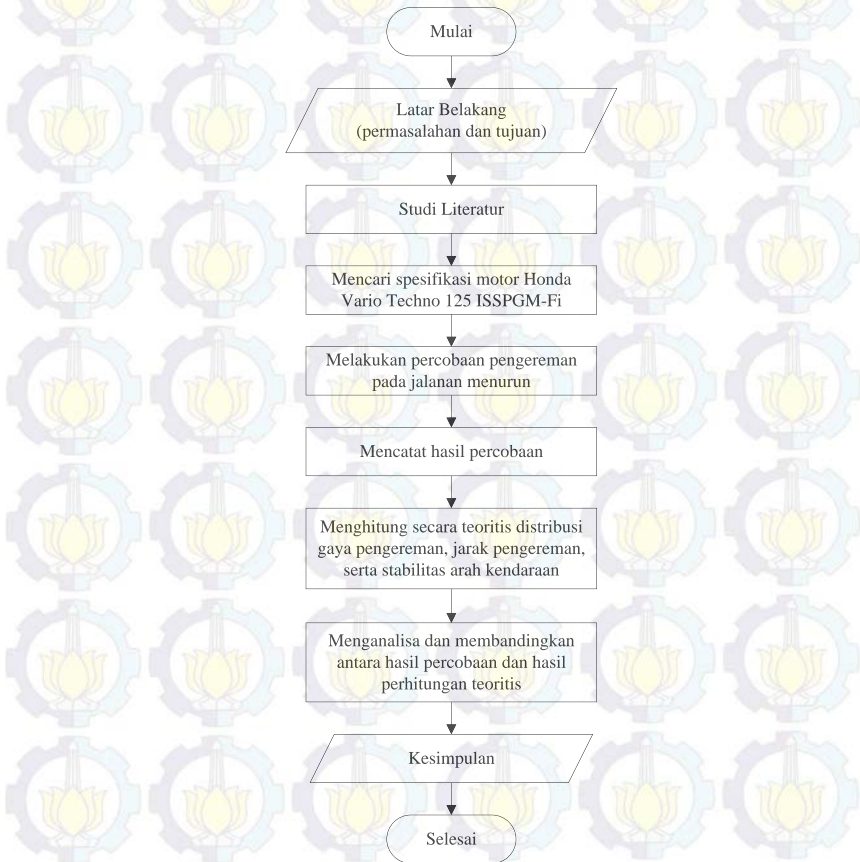 Mulai
Latar Belakang
(permasalahan dan tujuan)
Studi Literatur
Mencari spesifikasi motor Honda
Vario Techno 125 ISSPGM-Fi
Melakukan percobaan pengereman
pada jalanan menurun
Mencatat hasil percobaan
Menghitung secara teoritis distribusi
gaya pengereman, jarak pengereman,
serta stabilitas arah kendaraan
Menganalisa dan membandingkan
antara hasil percobaan dan hasil
perhitungan teoritis
Kesimpulan
Selesai